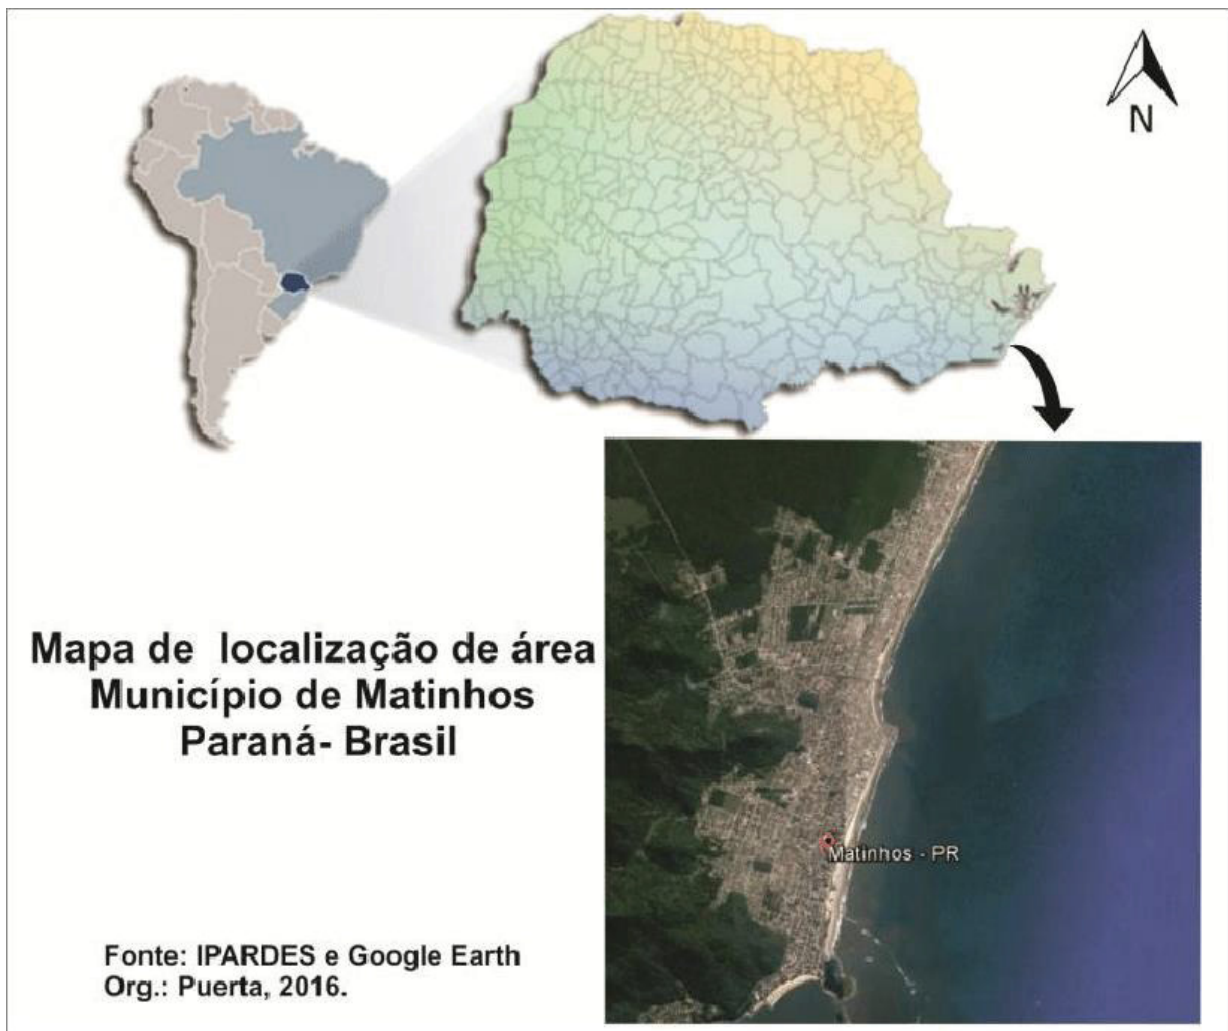 N
Mapa de localização de área
Município de Matinhos
Paraná- Brasil
Matinhos - PR
Fonte: IPARDES e Google Earth
Org.: Puerta, 2016.